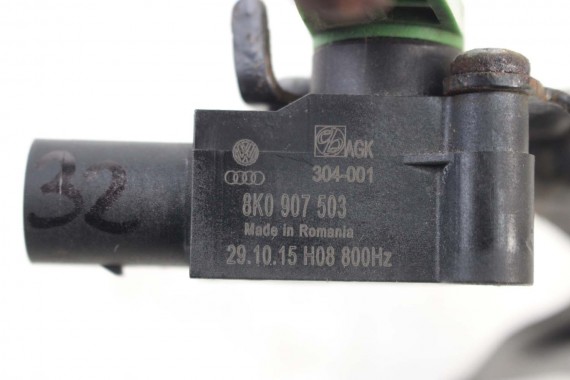 AGK
304-001
8K0 907 503
Made in Romania
29.10.15 H08 800Hz
32